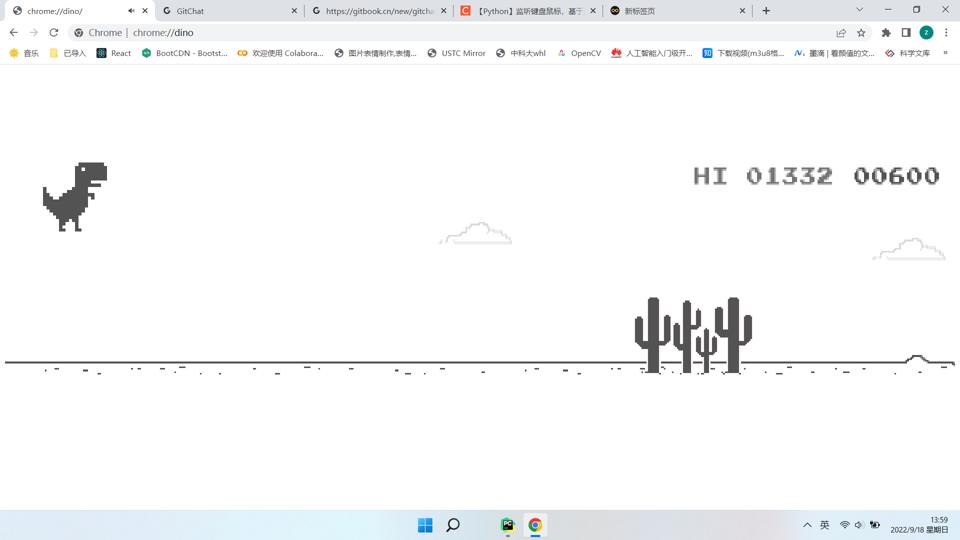 chrome://dino/
GitChat
https://gitbook.cn/new/gitcha
【Python】监听键盘鼠标，基于
新标签页
Chrome | chrome://dino
音乐
已导入
React
BootCDN - Bootst...
欢迎使用 Colabora...
图片表情制作,表情...
USTC Mirror
中科大whl
OpenCV
人工智能入门极开...
下载视频(m3u8格...
墨滴 | 看颜值的文...
科学文库
»
HI 01332 00600
英
13:59
2022/9/18 星期日